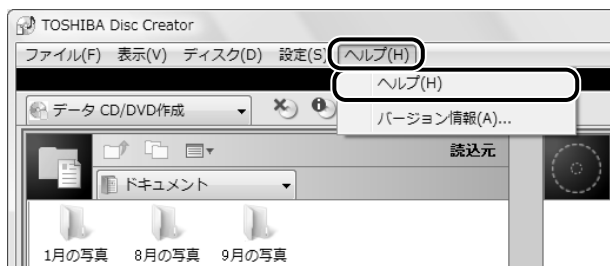 TOSHIBA Disc Creator
ファイル(F) 表示(V) ディスク(D) 設定(S) ヘルプ(H)
ヘルプ(H)
データ CD/DVD作成
バージョン情報(A)...
読込元
ドキュメント
1月の写真 8月の写真 9月の写真